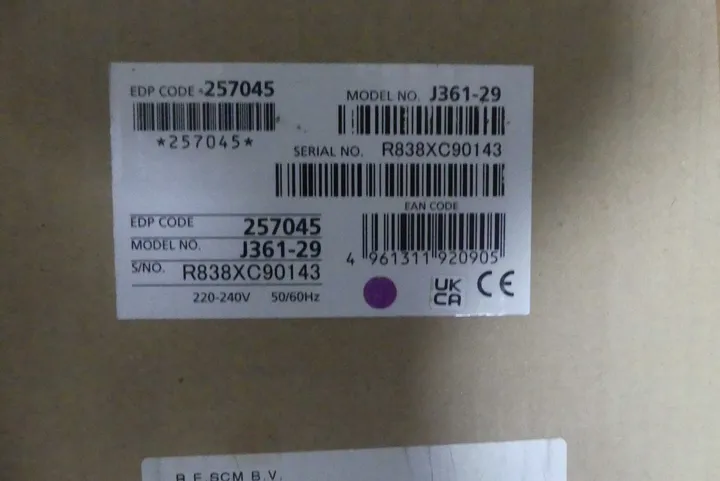 EDP CODE 257045
MODEL NO. J361-29
*257045*
SERIAL NO. R838XC90143
EAN CODE
4 961311 920905
EDP CODE 257045
MODEL NO. J361-29
S/NO. R838XC90143
220-240V 50/60Hz
UK
CA
CE
R.E SCM B.V.